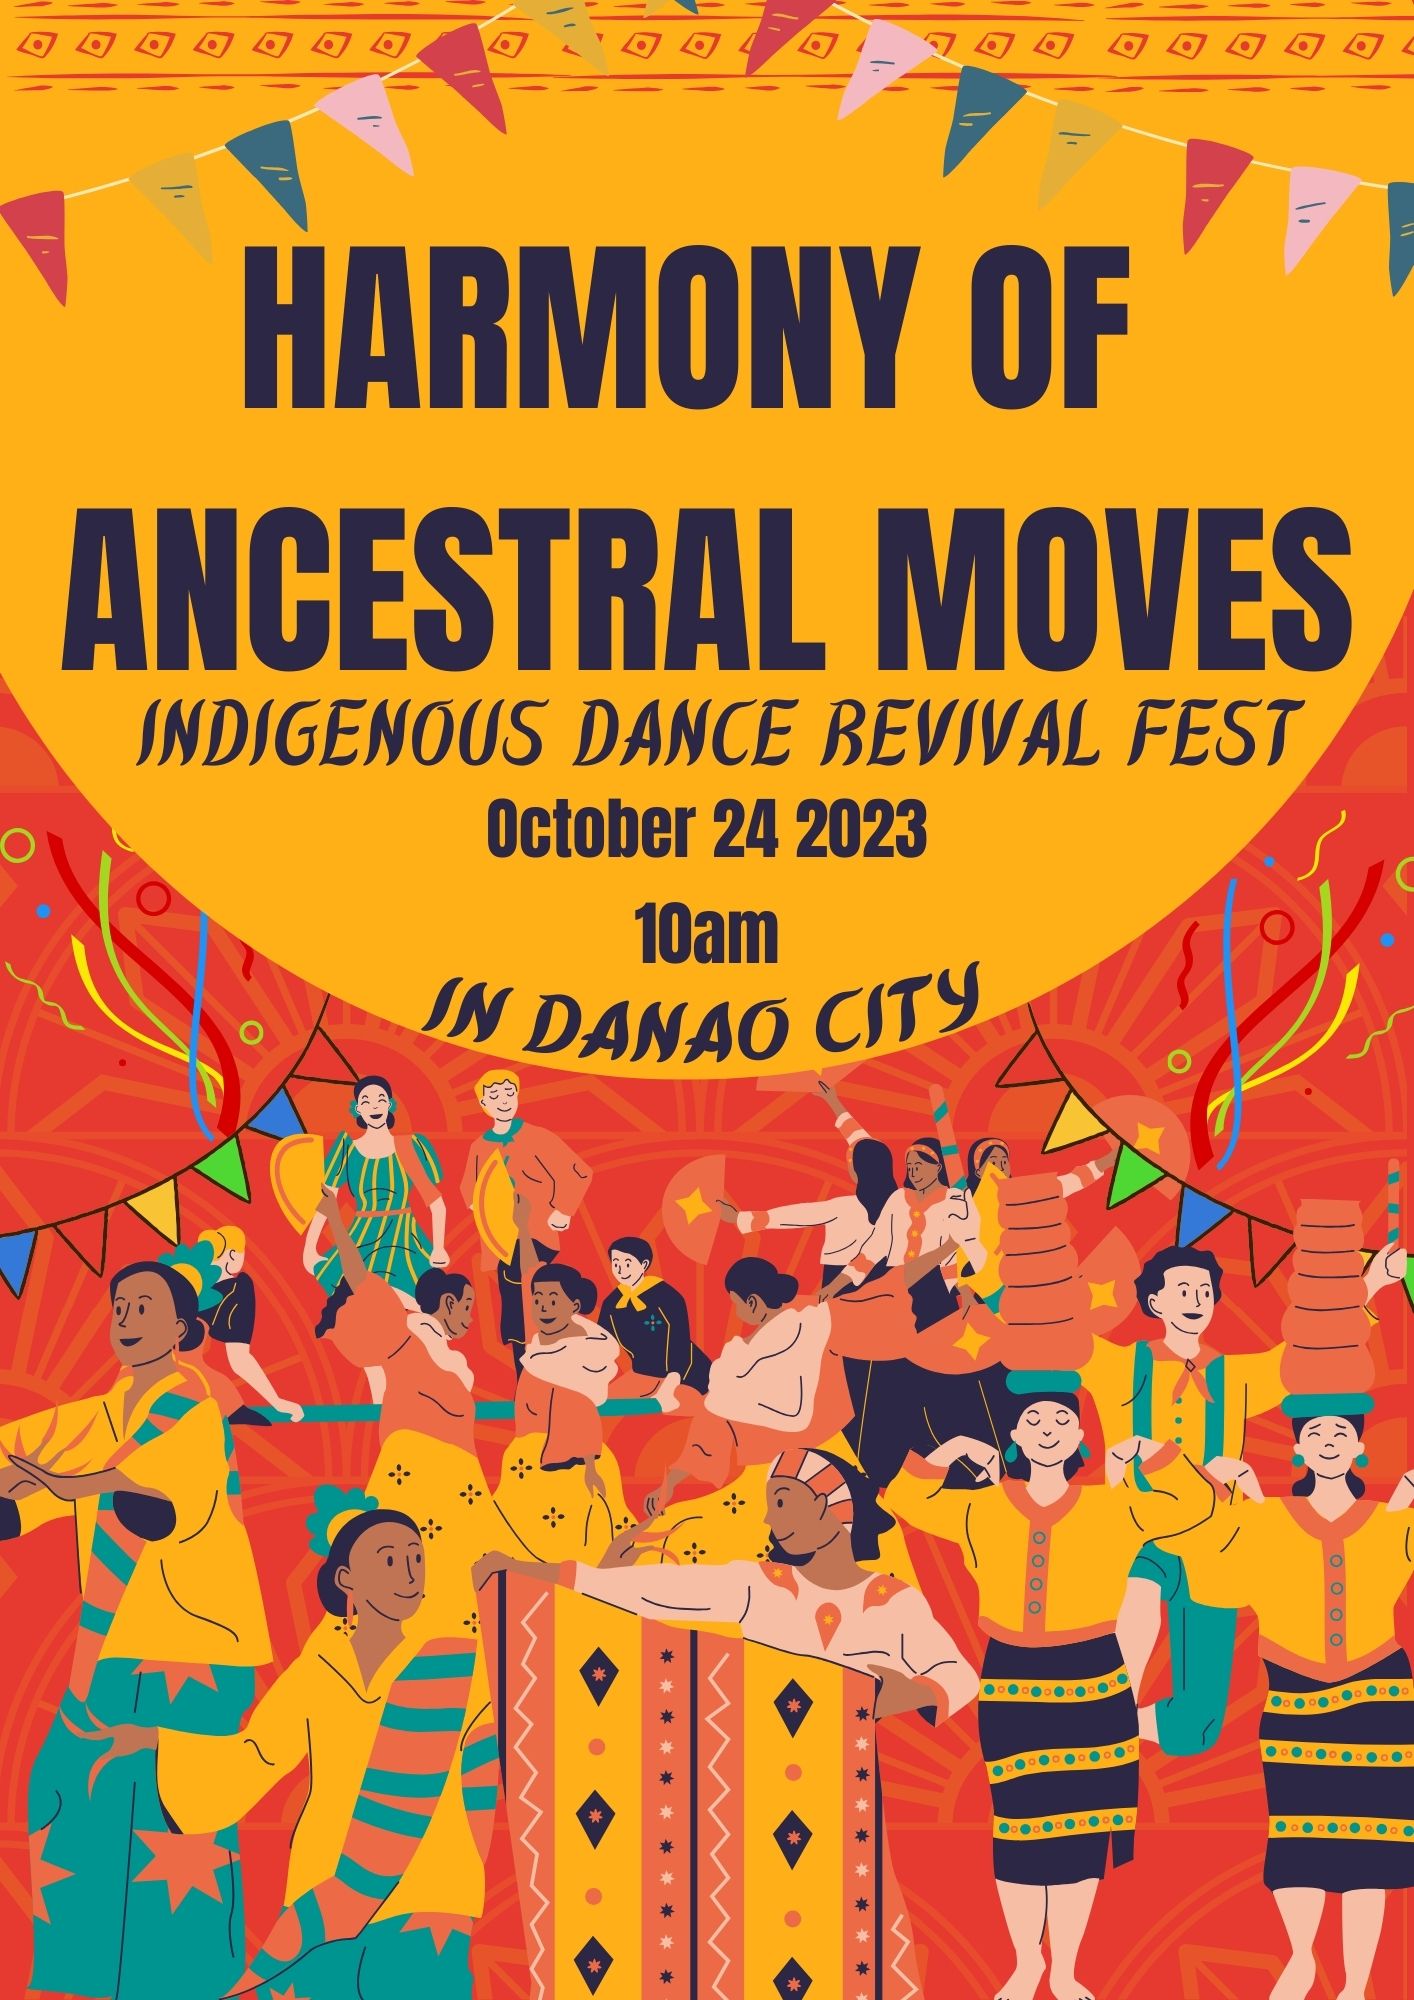 HARMONY OF
ANCESTRAL MOVES
INDIGENOUS DANCE REVIVAL FEST
October 24 2023
10am
IN DANAO CITY